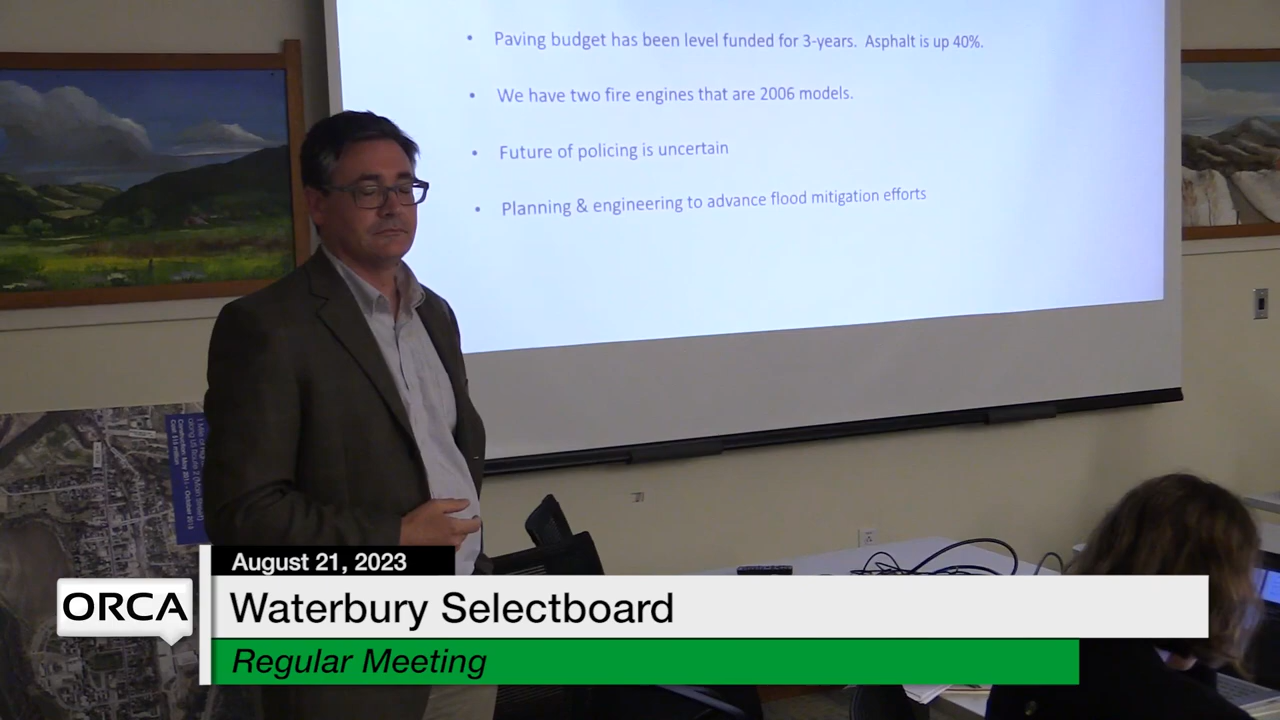 • Paving budget has been level funded for 3-years. Asphalt is up 40%.
• We have two fire engines that are 2006 models.
• Future of policing is uncertain
• Planning & engineering to advance flood mitigation efforts
August 21, 2023
ORCA
Waterbury Selectboard
Regular Meeting